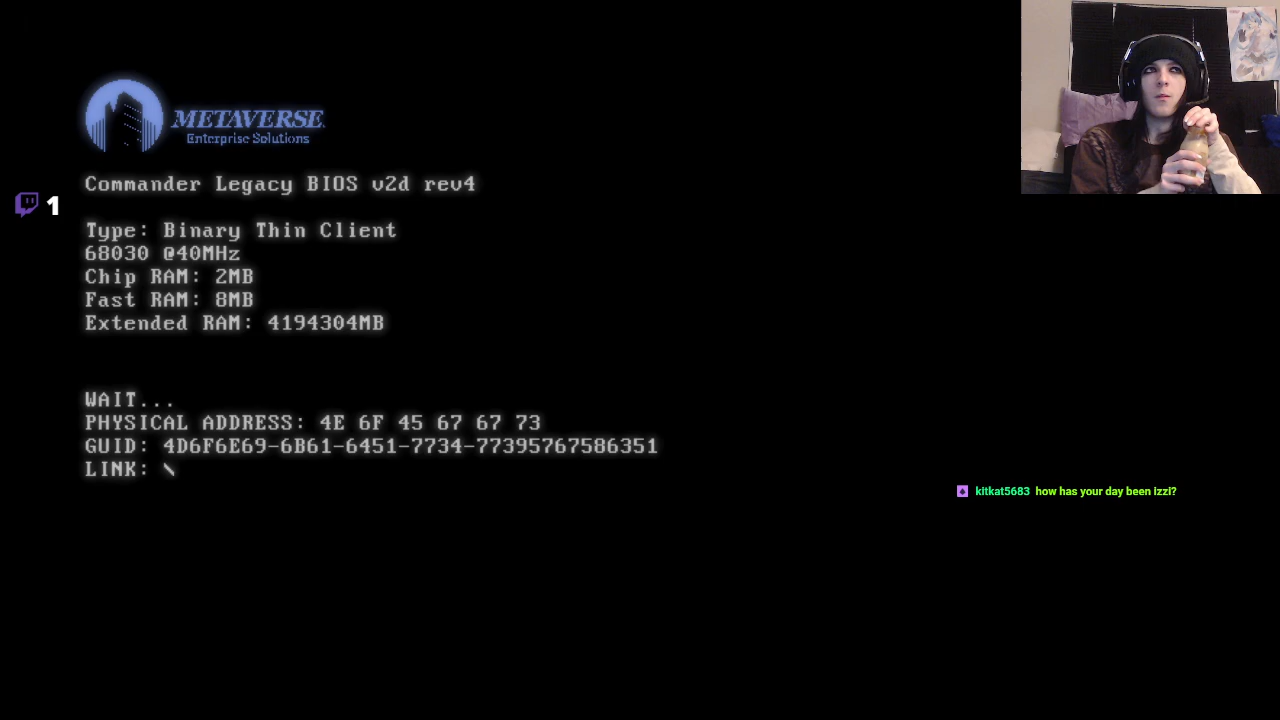 METAVERSE
Enterprise Solutions
Commander Legacy BIOS v2d rev4
1
Type: Binary Thin Client
68030 @40MHz
Chip RAM: 2MB
Fast RAM: 8MB
Extended RAM: 4194304MB
WAIT...
PHYSICAL ADDRESS: 4E 6F 45 67 67 73
GUID: 4D6F6E69-6B61-6451-7734-77395767586351
LINK: \
kitkat5683 how has your day been Izzi?